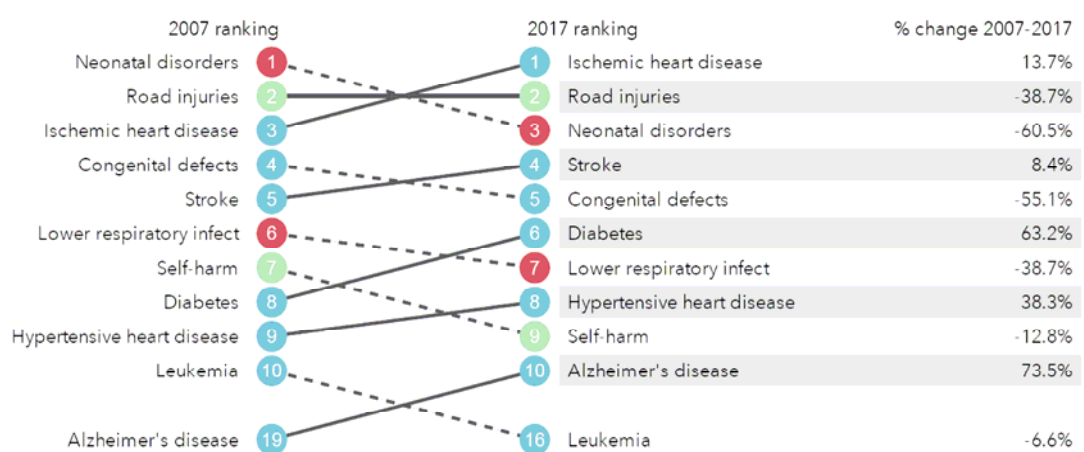 2007 ranking 2017 ranking % change 2007-2017
Neonatal disorders 1 1 Ischemic heart disease 13.7%
Road injuries 2 2 Road injuries -38.7%
Ischemic heart disease 3 3 Neonatal disorders -60.5%
Congenital defects 4 4 Stroke 8.4%
Stroke 5 5 Congenital defects -55.1%
Lower respiratory infect 6 6 Diabetes 63.2%
Self-harm 7 7 Lower respiratory infect -38.7%
Diabetes 8 8 Hypertensive heart disease 38.3%
Hypertensive heart disease 9 9 Self-harm -12.8%
Leukemia 10 10 Alzheimer's disease 73.5%
Alzheimer's disease 19 16 Leukemia -6.6%